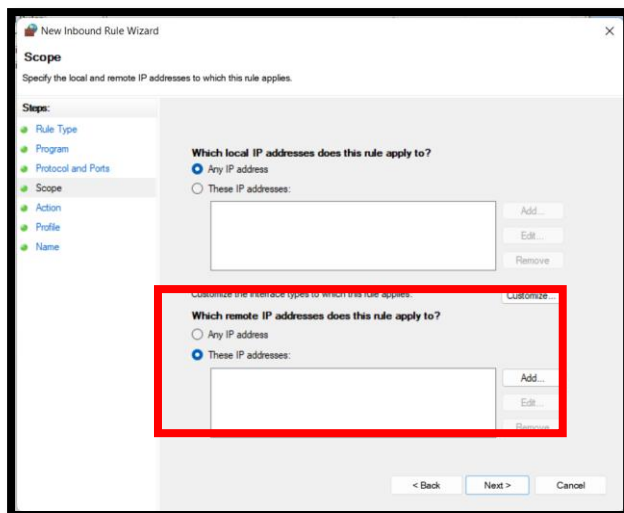 New Inbound Rule Wizard
Scope
Specify the local and remote IP addresses to which this rule applies.
Steps:
Rule Type
Program
Protocol and Ports
Scope
Action
Profile
Name
Which local IP addresses does this rule apply to?
Any IP address
These IP addresses:
Add...
Edit...
Remove
Customize the interface types to which this rule applies: Customize...
Which remote IP addresses does this rule apply to?
Any IP address
These IP addresses:
Add...
Edit...
Remove
< Back Next > Cancel